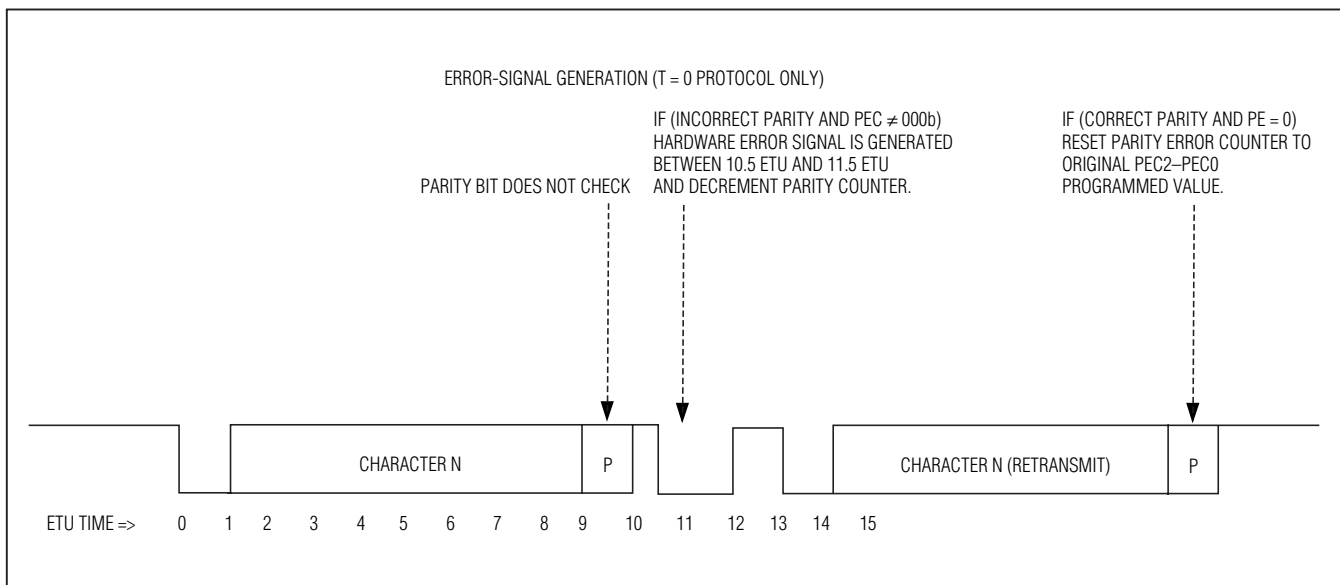 ERROR-SIGNAL GENERATION (T = 0 PROTOCOL ONLY)
PARITY BIT DOES NOT CHECK
IF (INCORRECT PARITY AND PEC ≠ 000b)
HARDWARE ERROR SIGNAL IS GENERATED
BETWEEN 10.5 ETU AND 11.5 ETU
AND DECREMENT PARITY COUNTER.
IF (CORRECT PARITY AND PE = 0)
RESET PARITY ERROR COUNTER TO
ORIGINAL PEC2–PEC0
PROGRAMMED VALUE.
CHARACTER N
P
CHARACTER N (RETRANSMIT)
P
ETU TIME => 0 1 2 3 4 5 6 7 8 9 10 11 12 13 14 15